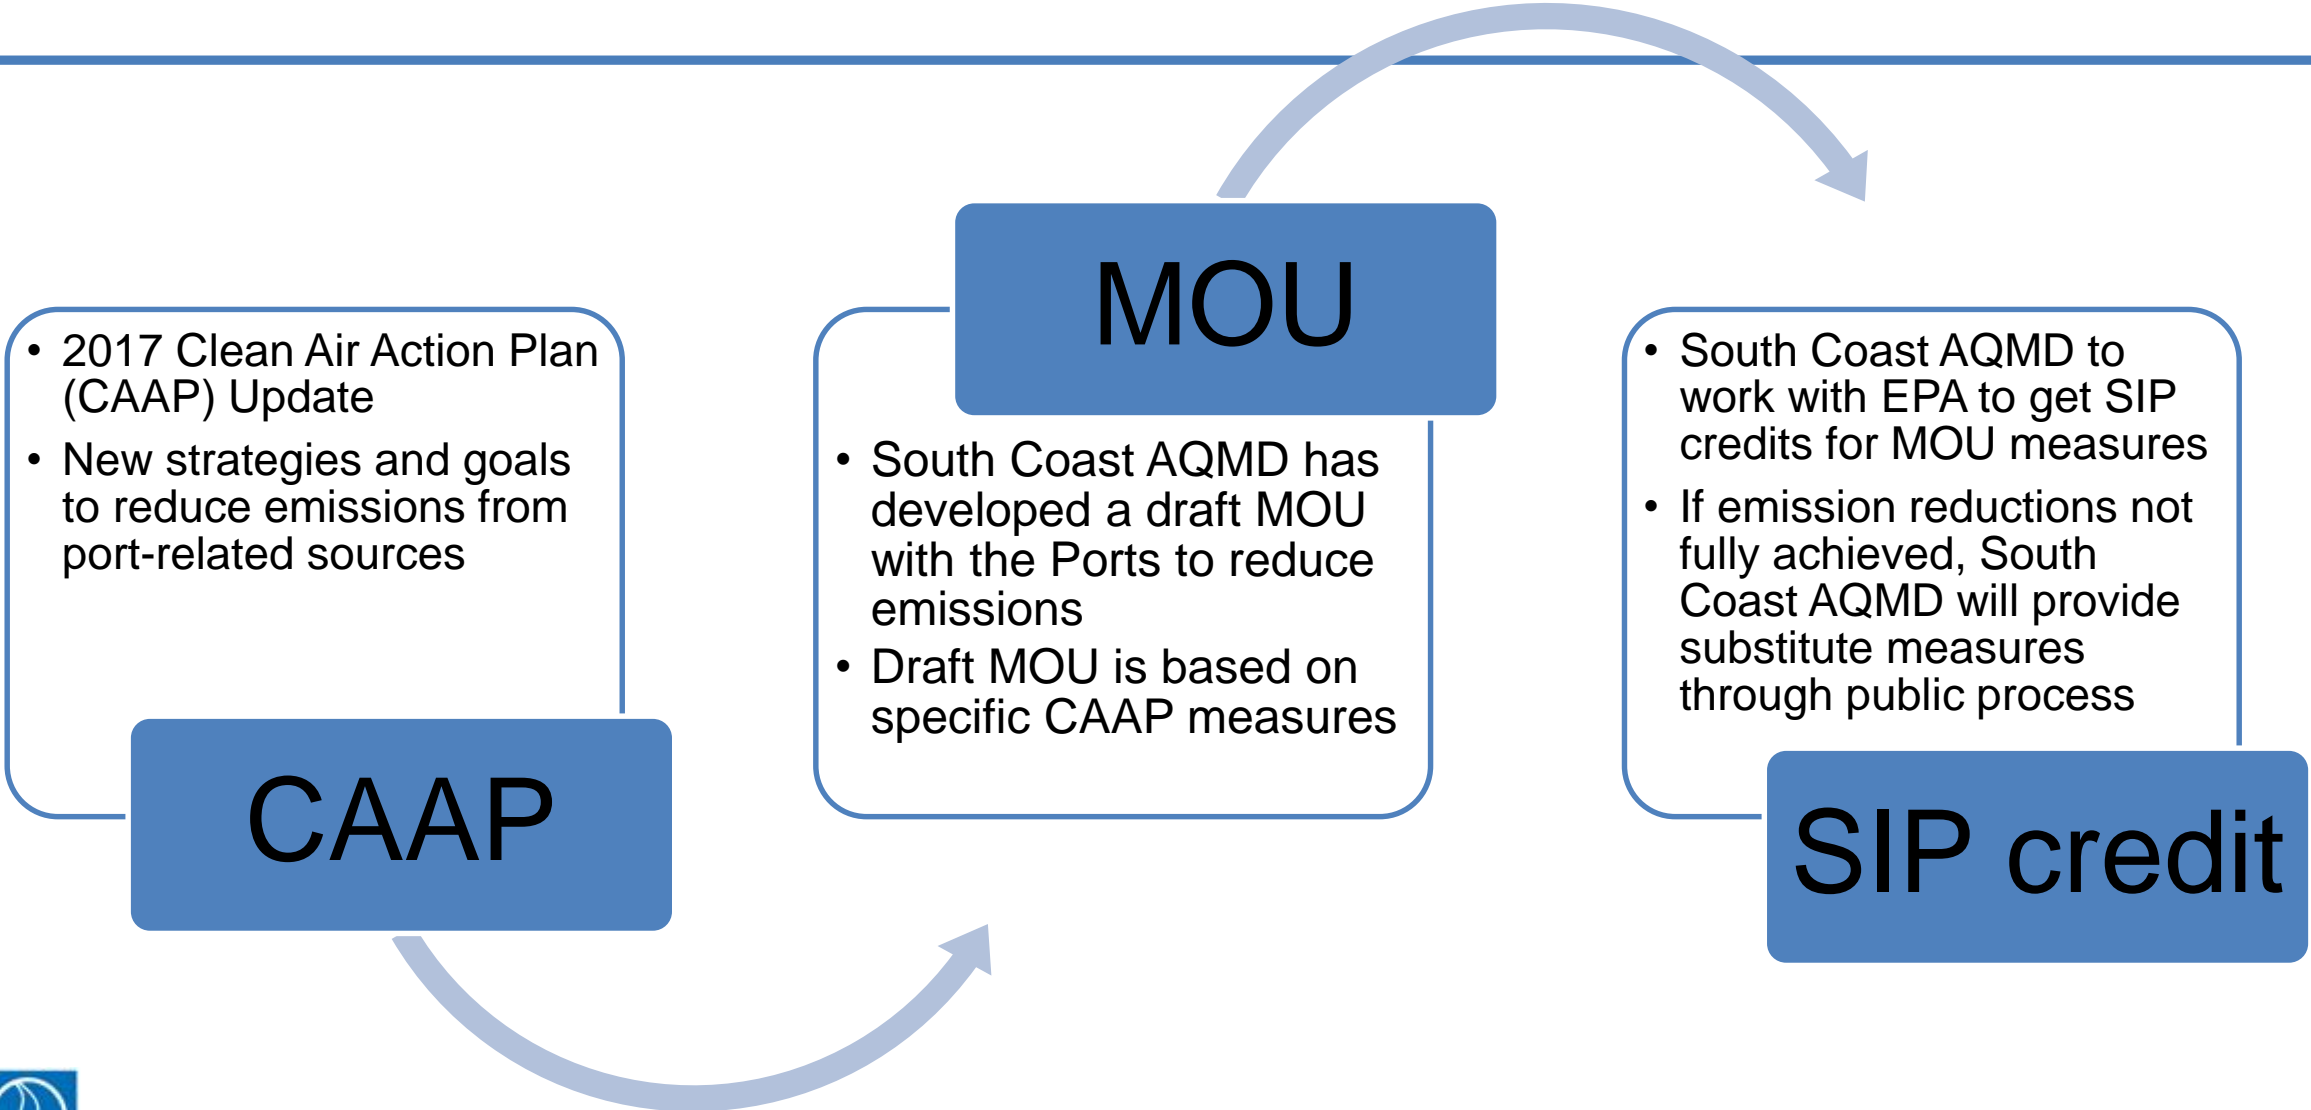 • 2017 Clean Air Action Plan
(CAAP) Update
• New strategies and goals
to reduce emissions from
port-related sources
CAAP
MOU
• South Coast AQMD has
developed a draft MOU
with the Ports to reduce
emissions
• Draft MOU is based on
specific CAAP measures
• South Coast AQMD to
work with EPA to get SIP
credits for MOU measures
• If emission reductions not
fully achieved, South
Coast AQMD will provide
substitute measures
through public process
SIP credit